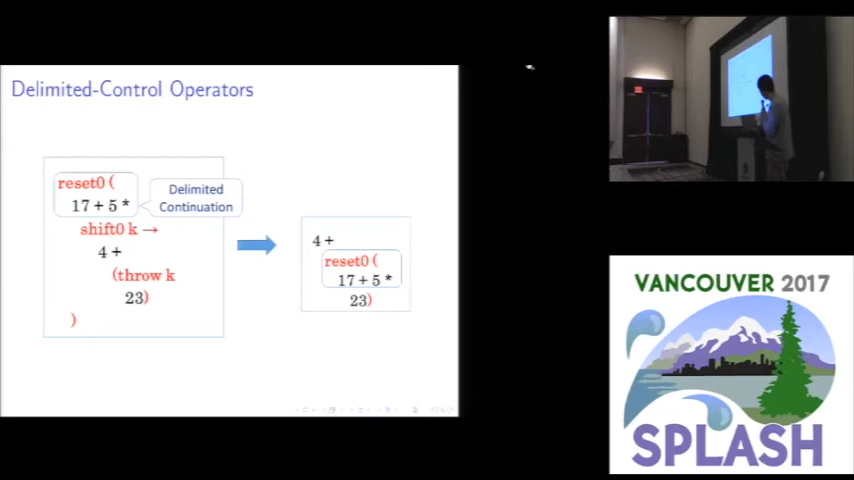 Delimited-Control Operators
reset0 (
17 + 5 *
Delimited
Continuation
shift0 k →
4 +
(throw k
23)
)
4 +
reset0 (
17 + 5 *
23)
VANCOUVER 2017
SPLASH